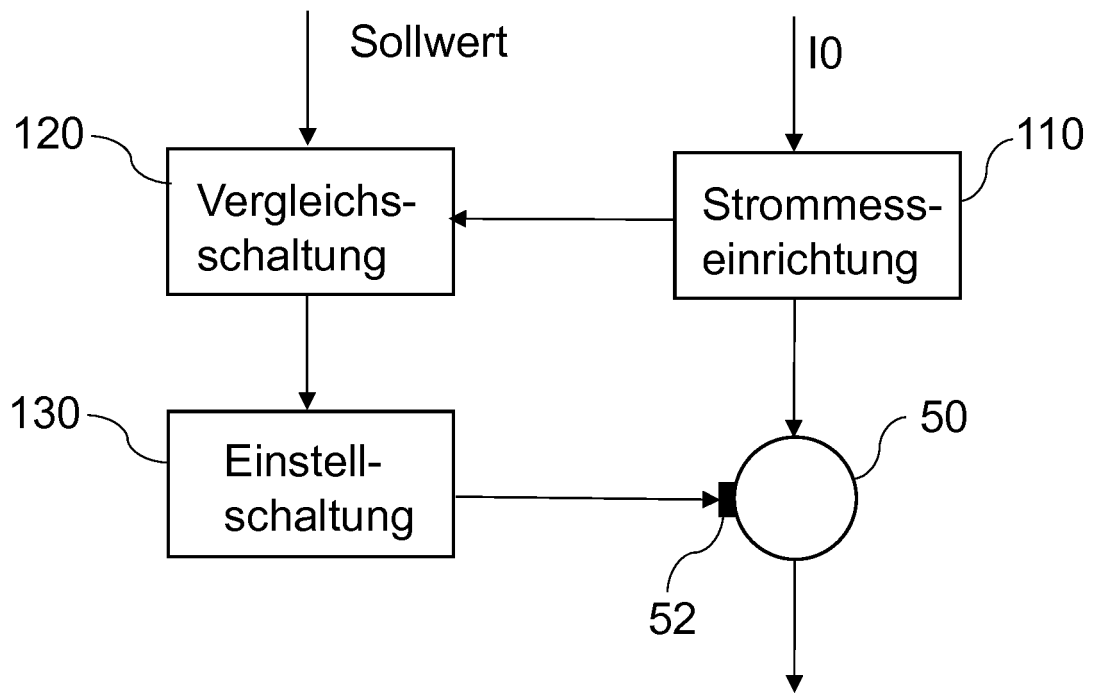 Sollwert
I0
120
110
Vergleichs-
schaltung
Strommess-
einrichtung
130
50
Einstell-
schaltung
52